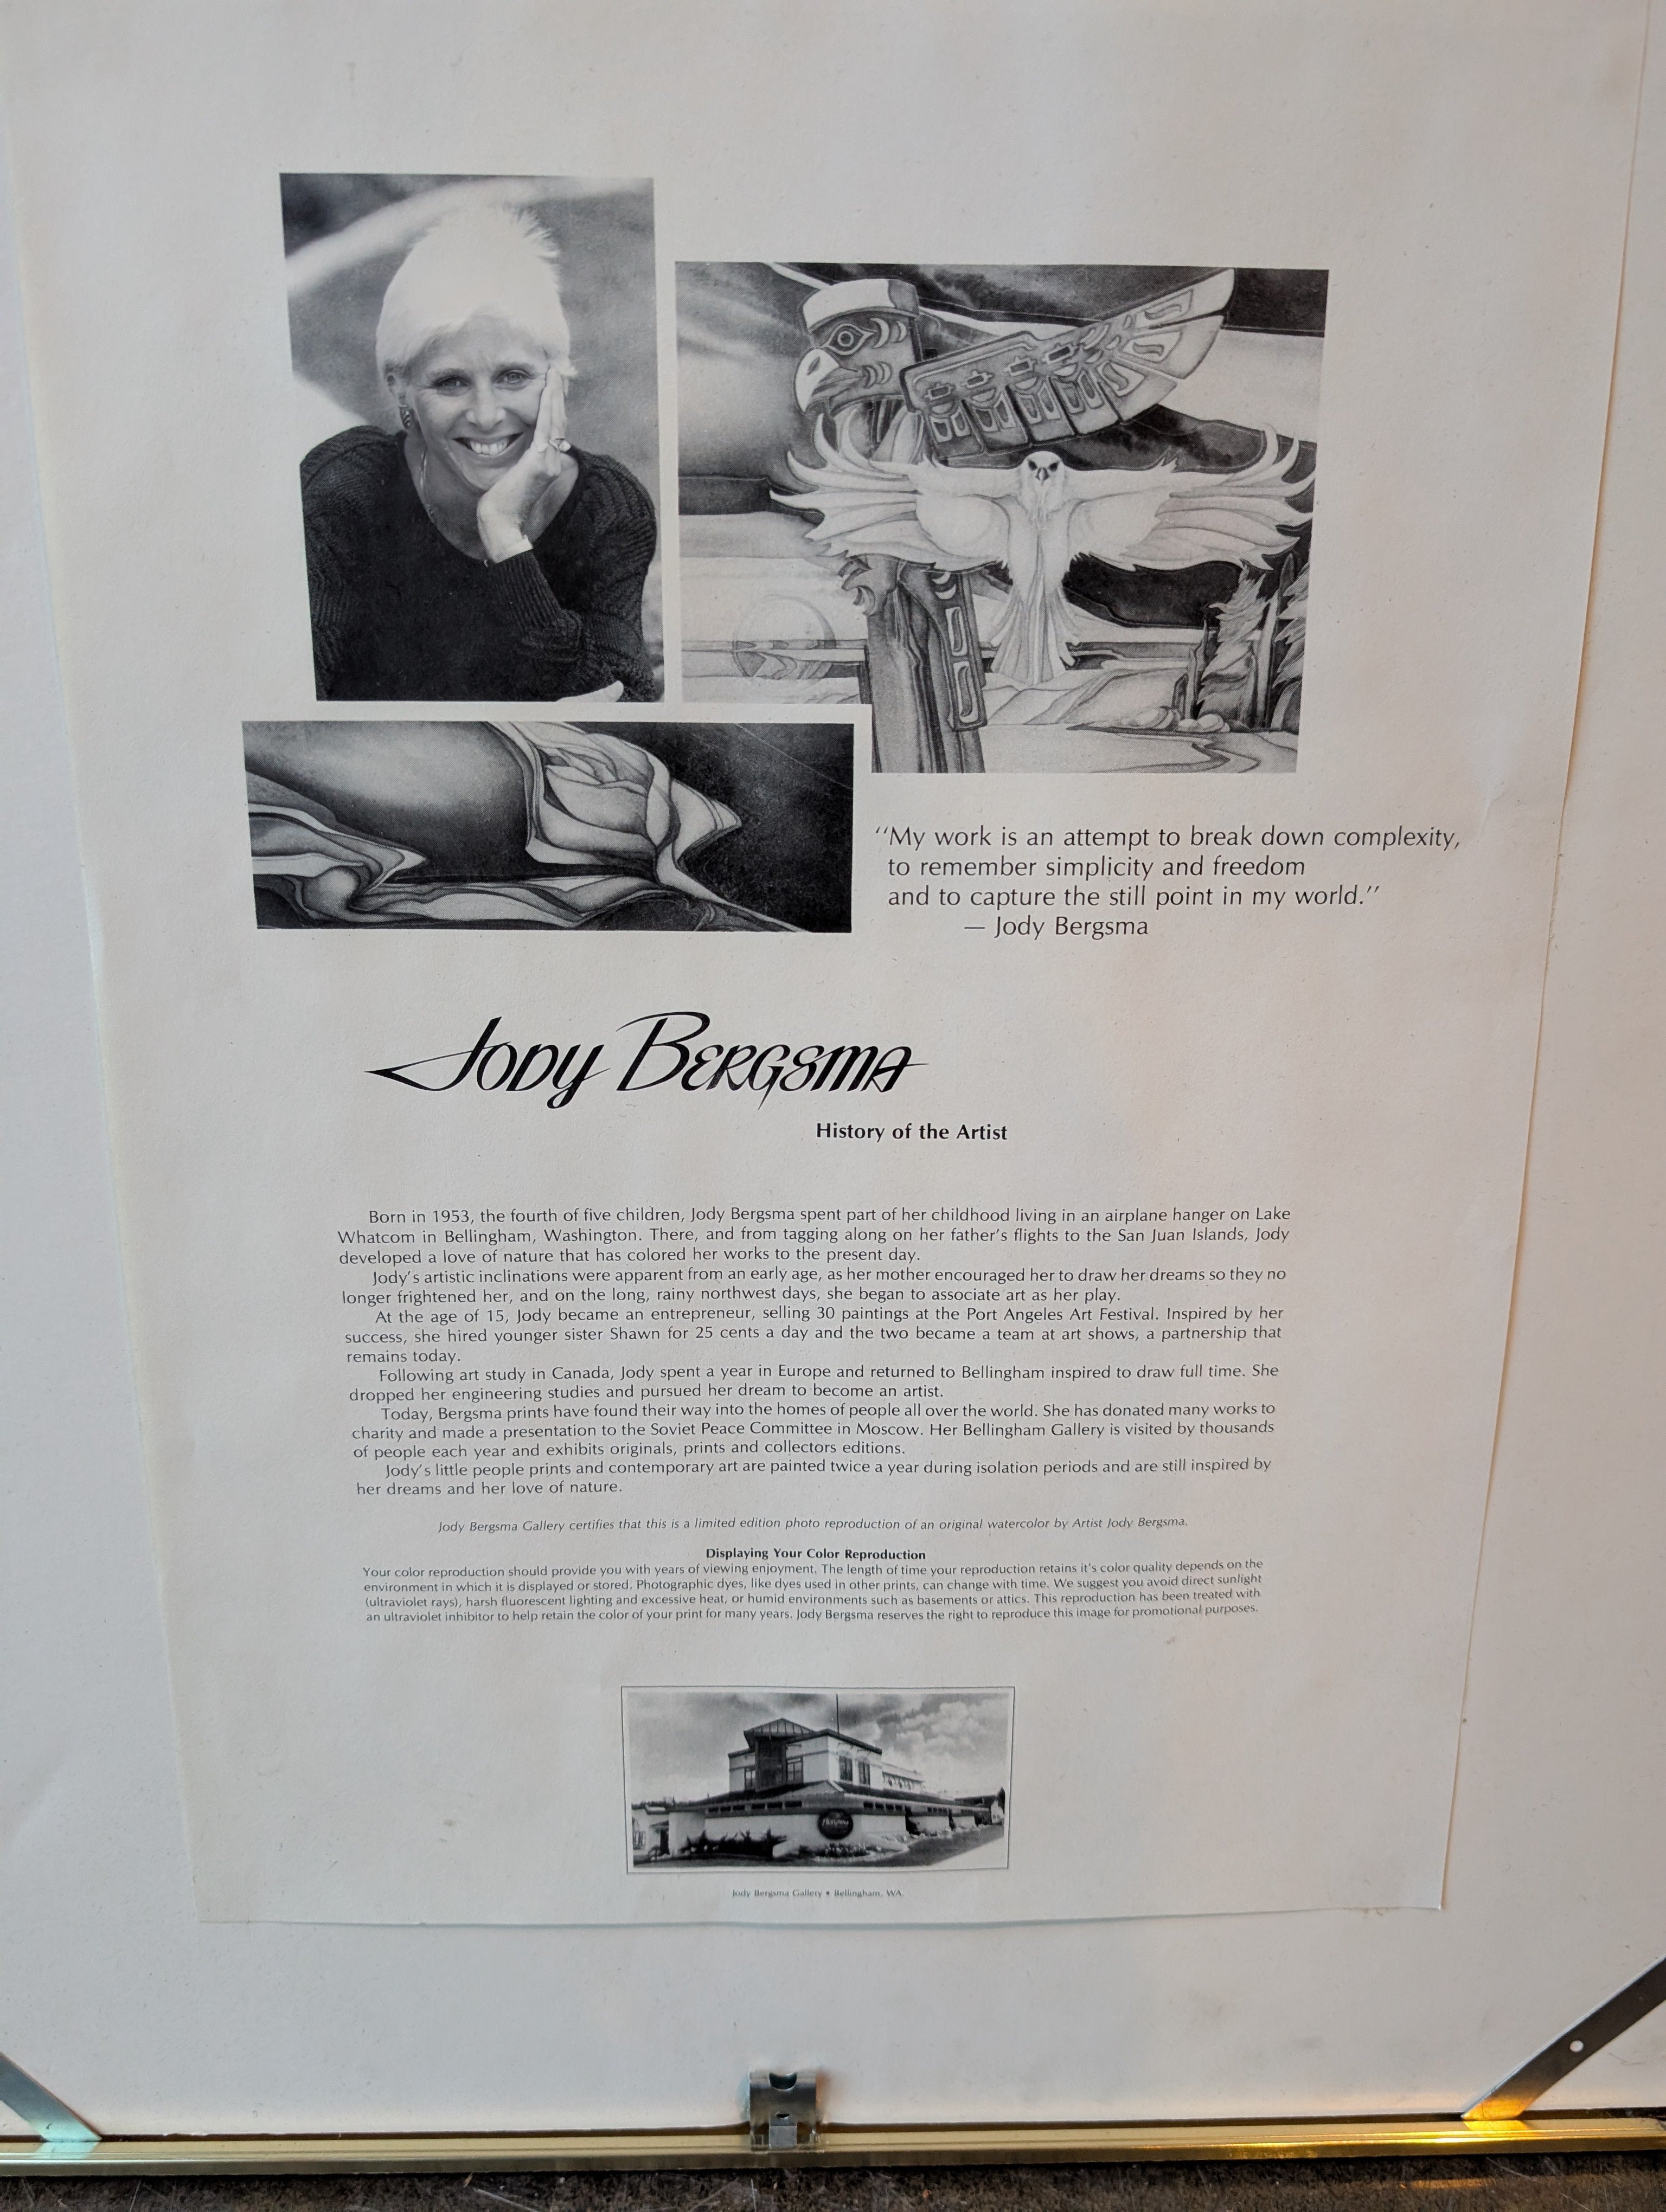 “My work is an attempt to break down complexity,
to remember simplicity and freedom
and to capture the still point in my world.”
— Jody Bergsma
JODY BERGSMA
History of the Artist
Born in 1953, the fourth of five children, Jody Bergsma spent part of her childhood living in an airplane hanger on Lake
Whatcom in Bellingham, Washington. There, and from tagging along on her father's flights to the San Juan Islands, Jody
developed a love of nature that has colored her works to the present day.
Jody's artistic inclinations were apparent from an early age, as her mother encouraged her to draw her dreams so they no
longer frightened her, and on the long, rainy northwest days, she began to associate art as her play.
At the age of 15, Jody became an entrepreneur, selling 30 paintings at the Port Angeles Art Festival. Inspired by her
success, she hired younger sister Shawn for 25 cents a day and the two became a team at art shows, a partnership that
remains today.
Following art study in Canada, Jody spent a year in Europe and returned to Bellingham inspired to draw full time. She
dropped her engineering studies and pursued her dream to become an artist.
Today, Bergsma prints have found their way into the homes of people all over the world. She has donated many works to
charity and made a presentation to the Soviet Peace Committee in Moscow. Her Bellingham Gallery is visited by thousands
of people each year and exhibits originals, prints and collectors editions.
Jody's little people prints and contemporary art are painted twice a year during isolation periods and are still inspired by
her dreams and her love of nature.
Jody Bergsma Gallery certifies that this is a limited edition photo reproduction of an original watercolor by Artist Jody Bergsma.
Displaying Your Color Reproduction
Your color reproduction should provide you with years of viewing enjoyment. The length of time your reproduction retains it's color quality depends on the
environment in which it is displayed or stored. Photographic dyes, like dyes used in other prints, can change with time. We suggest you avoid direct sunlight
(ultraviolet rays), harsh fluorescent lighting and excessive heat, or humid environments such as basements or attics. This reproduction has been treated with
an ultraviolet inhibitor to help retain the color of your print for many years. Jody Bergsma reserves the right to reproduce this image for promotional purposes.
Bergsma
Jody Bergsma Gallery • Bellingham, WA.